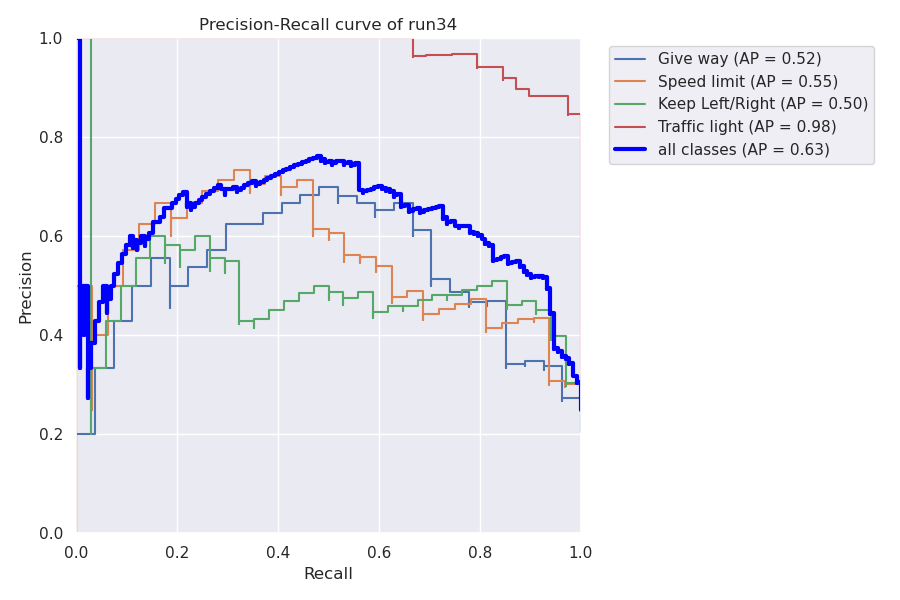 Precision-Recall curve of run34
1.0
0.8
0.6
0.4
0.2
0.0
Precision
0.0 0.2 0.4 0.6 0.8 1.0
Recall
Give way (AP = 0.52)
Speed limit (AP = 0.55)
Keep Left/Right (AP = 0.50)
Traffic light (AP = 0.98)
all classes (AP = 0.63)